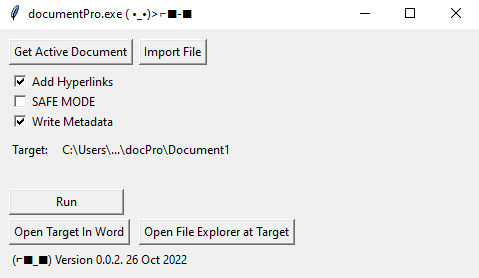 documentPro.exe ( •_•)>⌐■-■
Get Active Document Import File
Add Hyperlinks
SAFE MODE
Write Metadata
Target: C:\Users\...\docPro\Document1
Run
Open Target In Word Open File Explorer at Target
(⌐■_■) Version 0.0.2. 26 Oct 2022